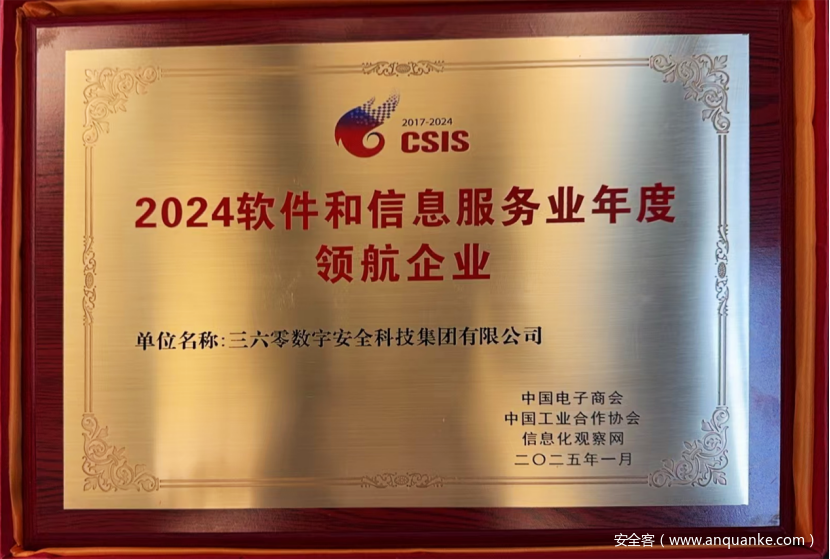 2017-2024
CSIS
2024软件和信息服务业年度
领航企业
单位名称:三六零数字安全科技集团有限公司
中国电子商会
中国工业合作协会
信息化观察网
二〇二五年一月
安全客（www.anquanke.com）